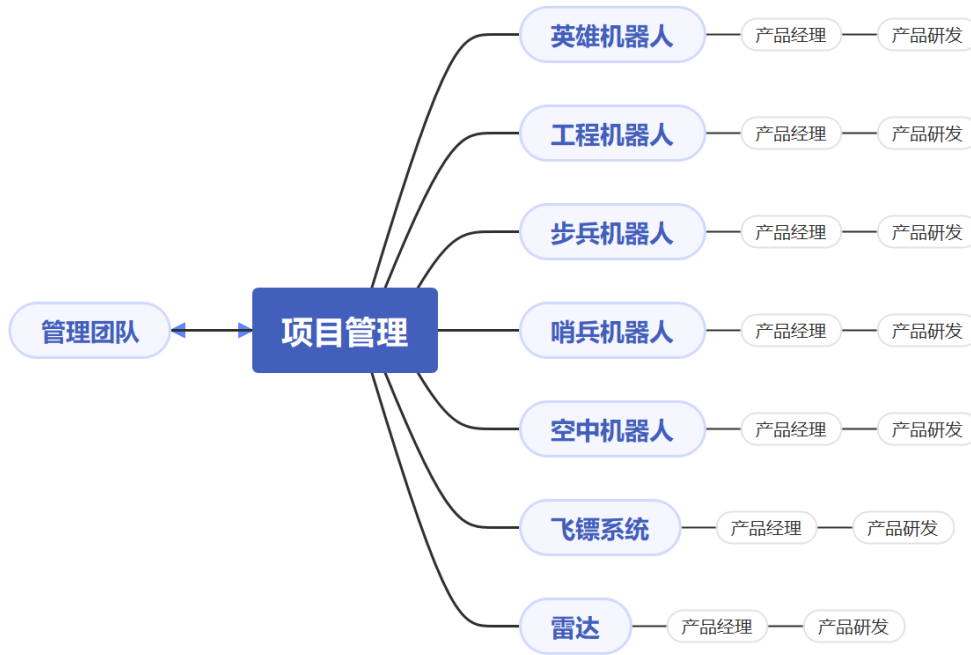 英雄机器人 产品经理 产品研发
工程机器人 产品经理 产品研发
步兵机器人 产品经理 产品研发
管理团队 项目管理 哨兵机器人 产品经理 产品研发
空中机器人 产品经理 产品研发
飞镖系统 产品经理 产品研发
雷达 产品经理 产品研发